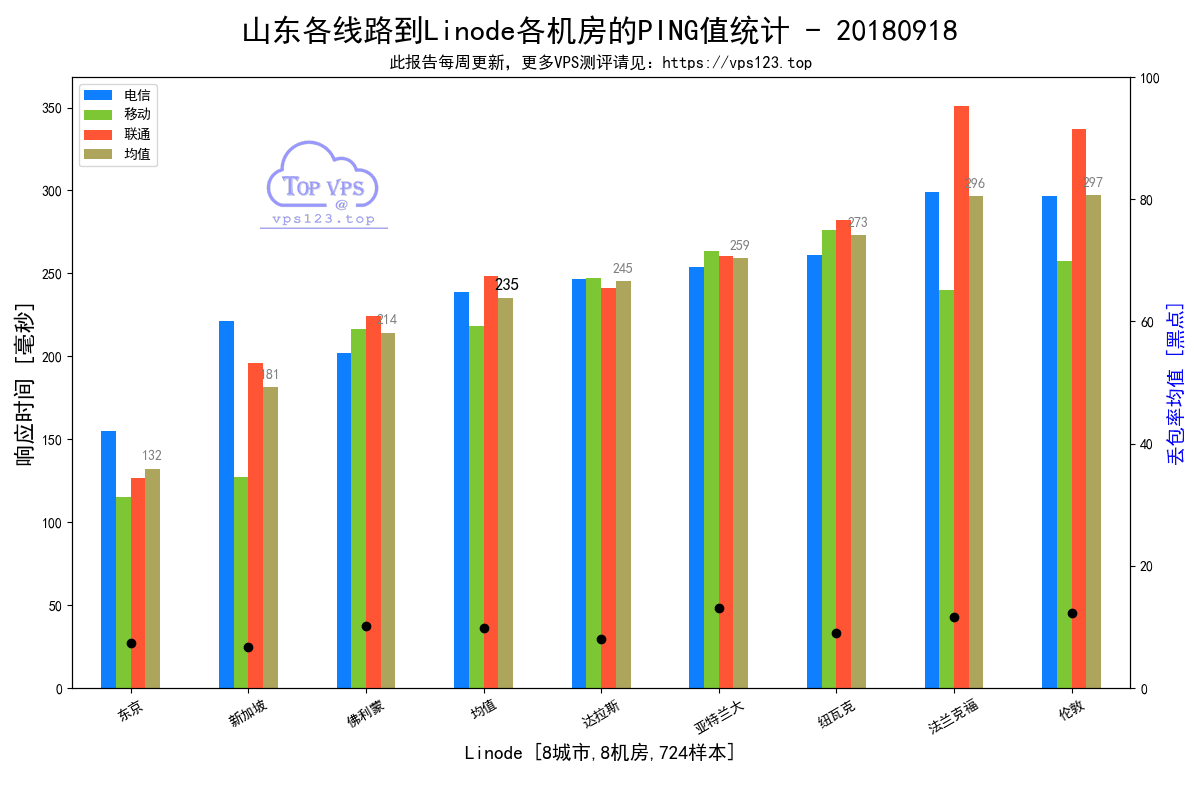 山东各线路到Linode各机房的PING值统计 - 20180918
此报告每周更新，更多VPS测评请见：https://vps123.top
电信
移动
联通
均值
TOP VPS
@
vps123.top
响应时间 [毫秒]
350
300
250
200
150
100
50
0
132
181
214
235
245
259
273
296
297
100
80
60
40
20
0
丢包率均值 [黑点]
东京
新加坡
佛利蒙
均值
达拉斯
亚特兰大
纽瓦克
法兰克福
伦敦
Linode [8城市,8机房,724样本]